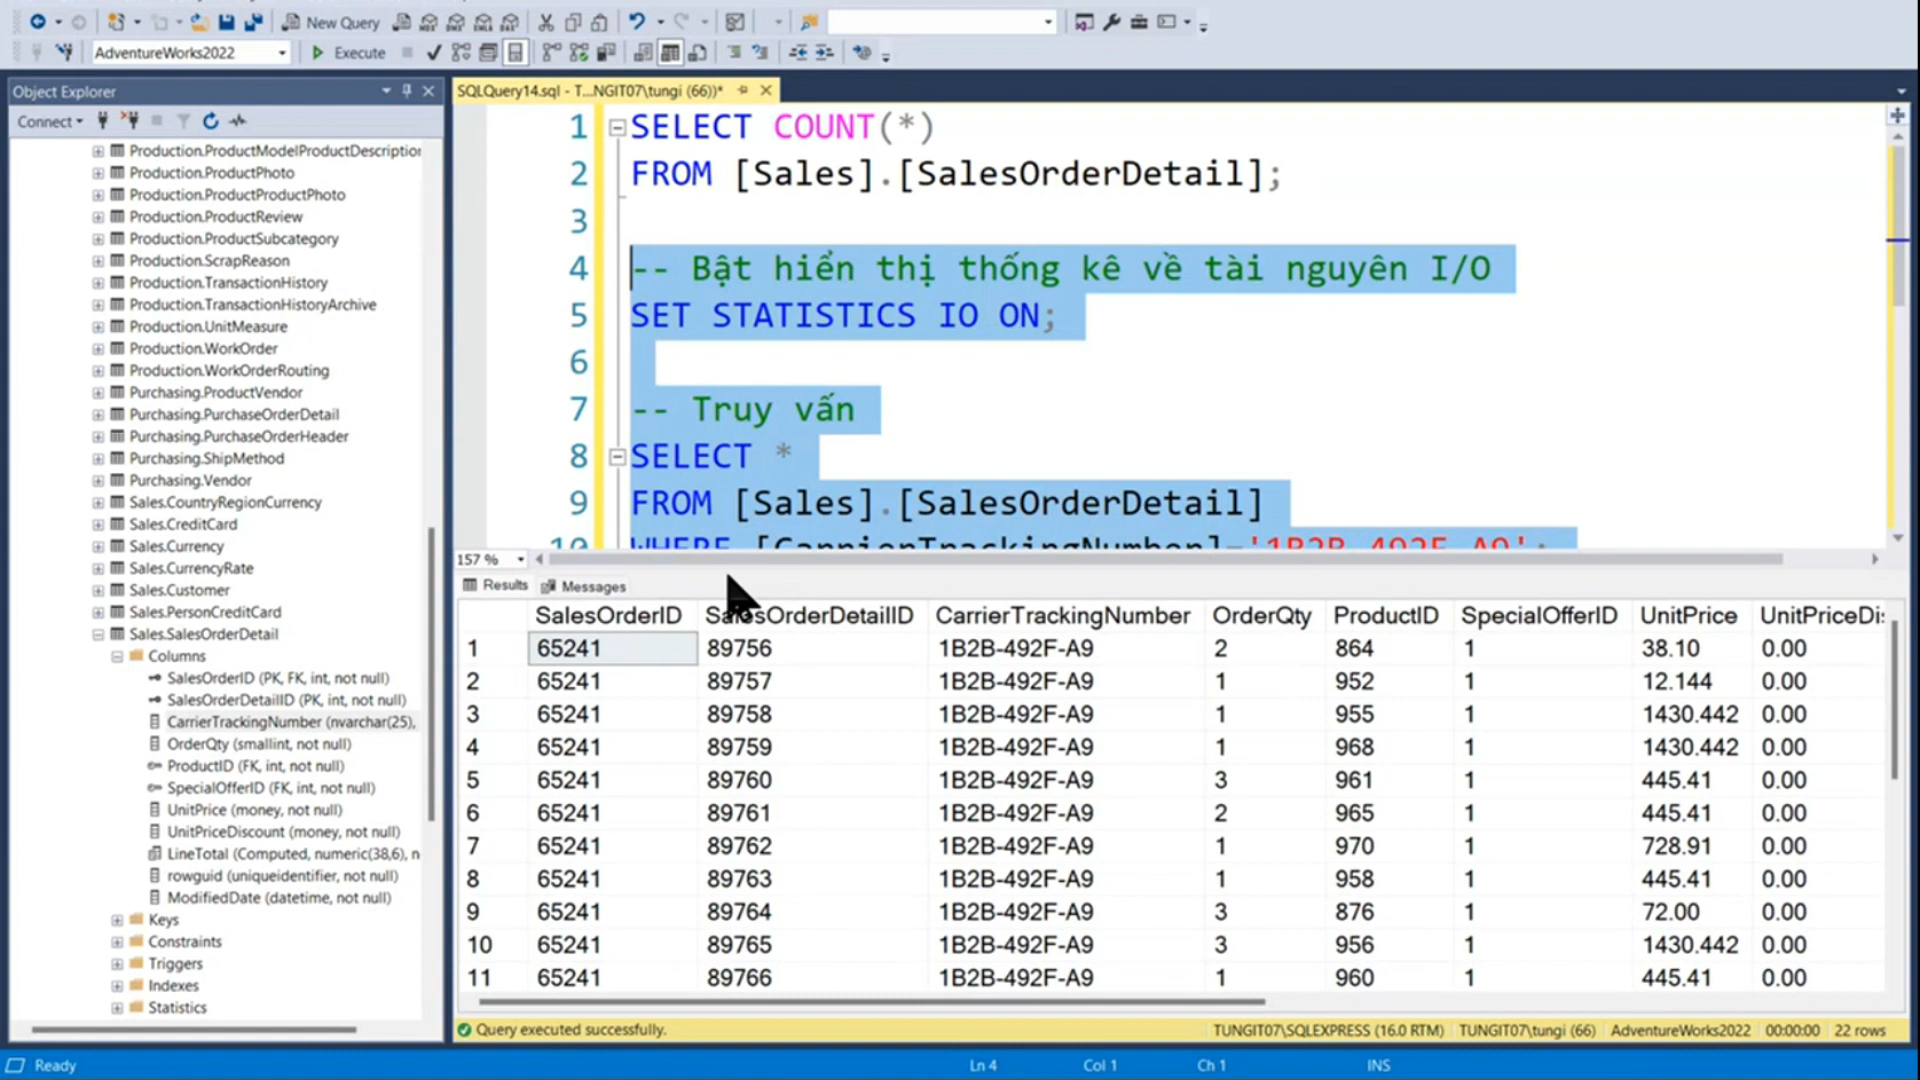 New Query
AdventureWorks2022
Execute
Object Explorer
Connect
Production.ProductModelProductDescription
Production.ProductPhoto
Production.ProductProductPhoto
Production.ProductReview
Production.ProductSubcategory
Production.ScrapReason
Production.TransactionHistory
Production.TransactionHistoryArchive
Production.UnitMeasure
Production.WorkOrder
Production.WorkOrderRouting
Purchasing.ProductVendor
Purchasing.PurchaseOrderDetail
Purchasing.PurchaseOrderHeader
Purchasing.ShipMethod
Purchasing.Vendor
Sales.CountryRegionCurrency
Sales.CreditCard
Sales.Currency
Sales.CurrencyRate
Sales.Customer
Sales.PersonCreditCard
Sales.SalesOrderDetail
Columns
SalesOrderID (PK, FK, int, not null)
SalesOrderDetailID (PK, int, not null)
CarrierTrackingNumber (nvarchar(25),
OrderQty (smallint, not null)
ProductID (FK, int, not null)
SpecialOfferID (FK, int, not null)
UnitPrice (money, not null)
UnitPriceDiscount (money, not null)
LineTotal (Computed, numeric(38,6), n
rowguid (uniqueidentifier, not null)
ModifiedDate (datetime, not null)
Keys
Constraints
Triggers
Indexes
Statistics
SQLQuery14.sql - T...NGIT07\tungi (66))*
1 SELECT COUNT(*)
2 FROM [Sales].[SalesOrderDetail];
3
4 -- Bật hiển thị thống kê về tài nguyên I/O
5 SET STATISTICS IO ON;
6
7 -- Truy vấn
8 SELECT *
9 FROM [Sales].[SalesOrderDetail]
10 WHERE [CarrierTrackingNumber]='1B2B-492F-A9';
157 %
Results Messages
SalesOrderID SalesOrderDetailID CarrierTrackingNumber OrderQty ProductID SpecialOfferID UnitPrice UnitPriceDis
1 65241 89756 1B2B-492F-A9 2 864 1 38.10 0.00
2 65241 89757 1B2B-492F-A9 1 952 1 12.144 0.00
3 65241 89758 1B2B-492F-A9 1 955 1 1430.442 0.00
4 65241 89759 1B2B-492F-A9 1 968 1 1430.442 0.00
5 65241 89760 1B2B-492F-A9 3 961 1 445.41 0.00
6 65241 89761 1B2B-492F-A9 2 965 1 445.41 0.00
7 65241 89762 1B2B-492F-A9 1 970 1 728.91 0.00
8 65241 89763 1B2B-492F-A9 1 958 1 445.41 0.00
9 65241 89764 1B2B-492F-A9 3 876 1 72.00 0.00
10 65241 89765 1B2B-492F-A9 3 956 1 1430.442 0.00
11 65241 89766 1B2B-492F-A9 1 960 1 445.41 0.00
Query executed successfully. TUNGIT07\SQLEXPRESS (16.0 RTM) TUNGIT07\tungi (66) AdventureWorks2022 00:00:00 22 rows
Ready Ln 4 Col 1 Ch 1 INS